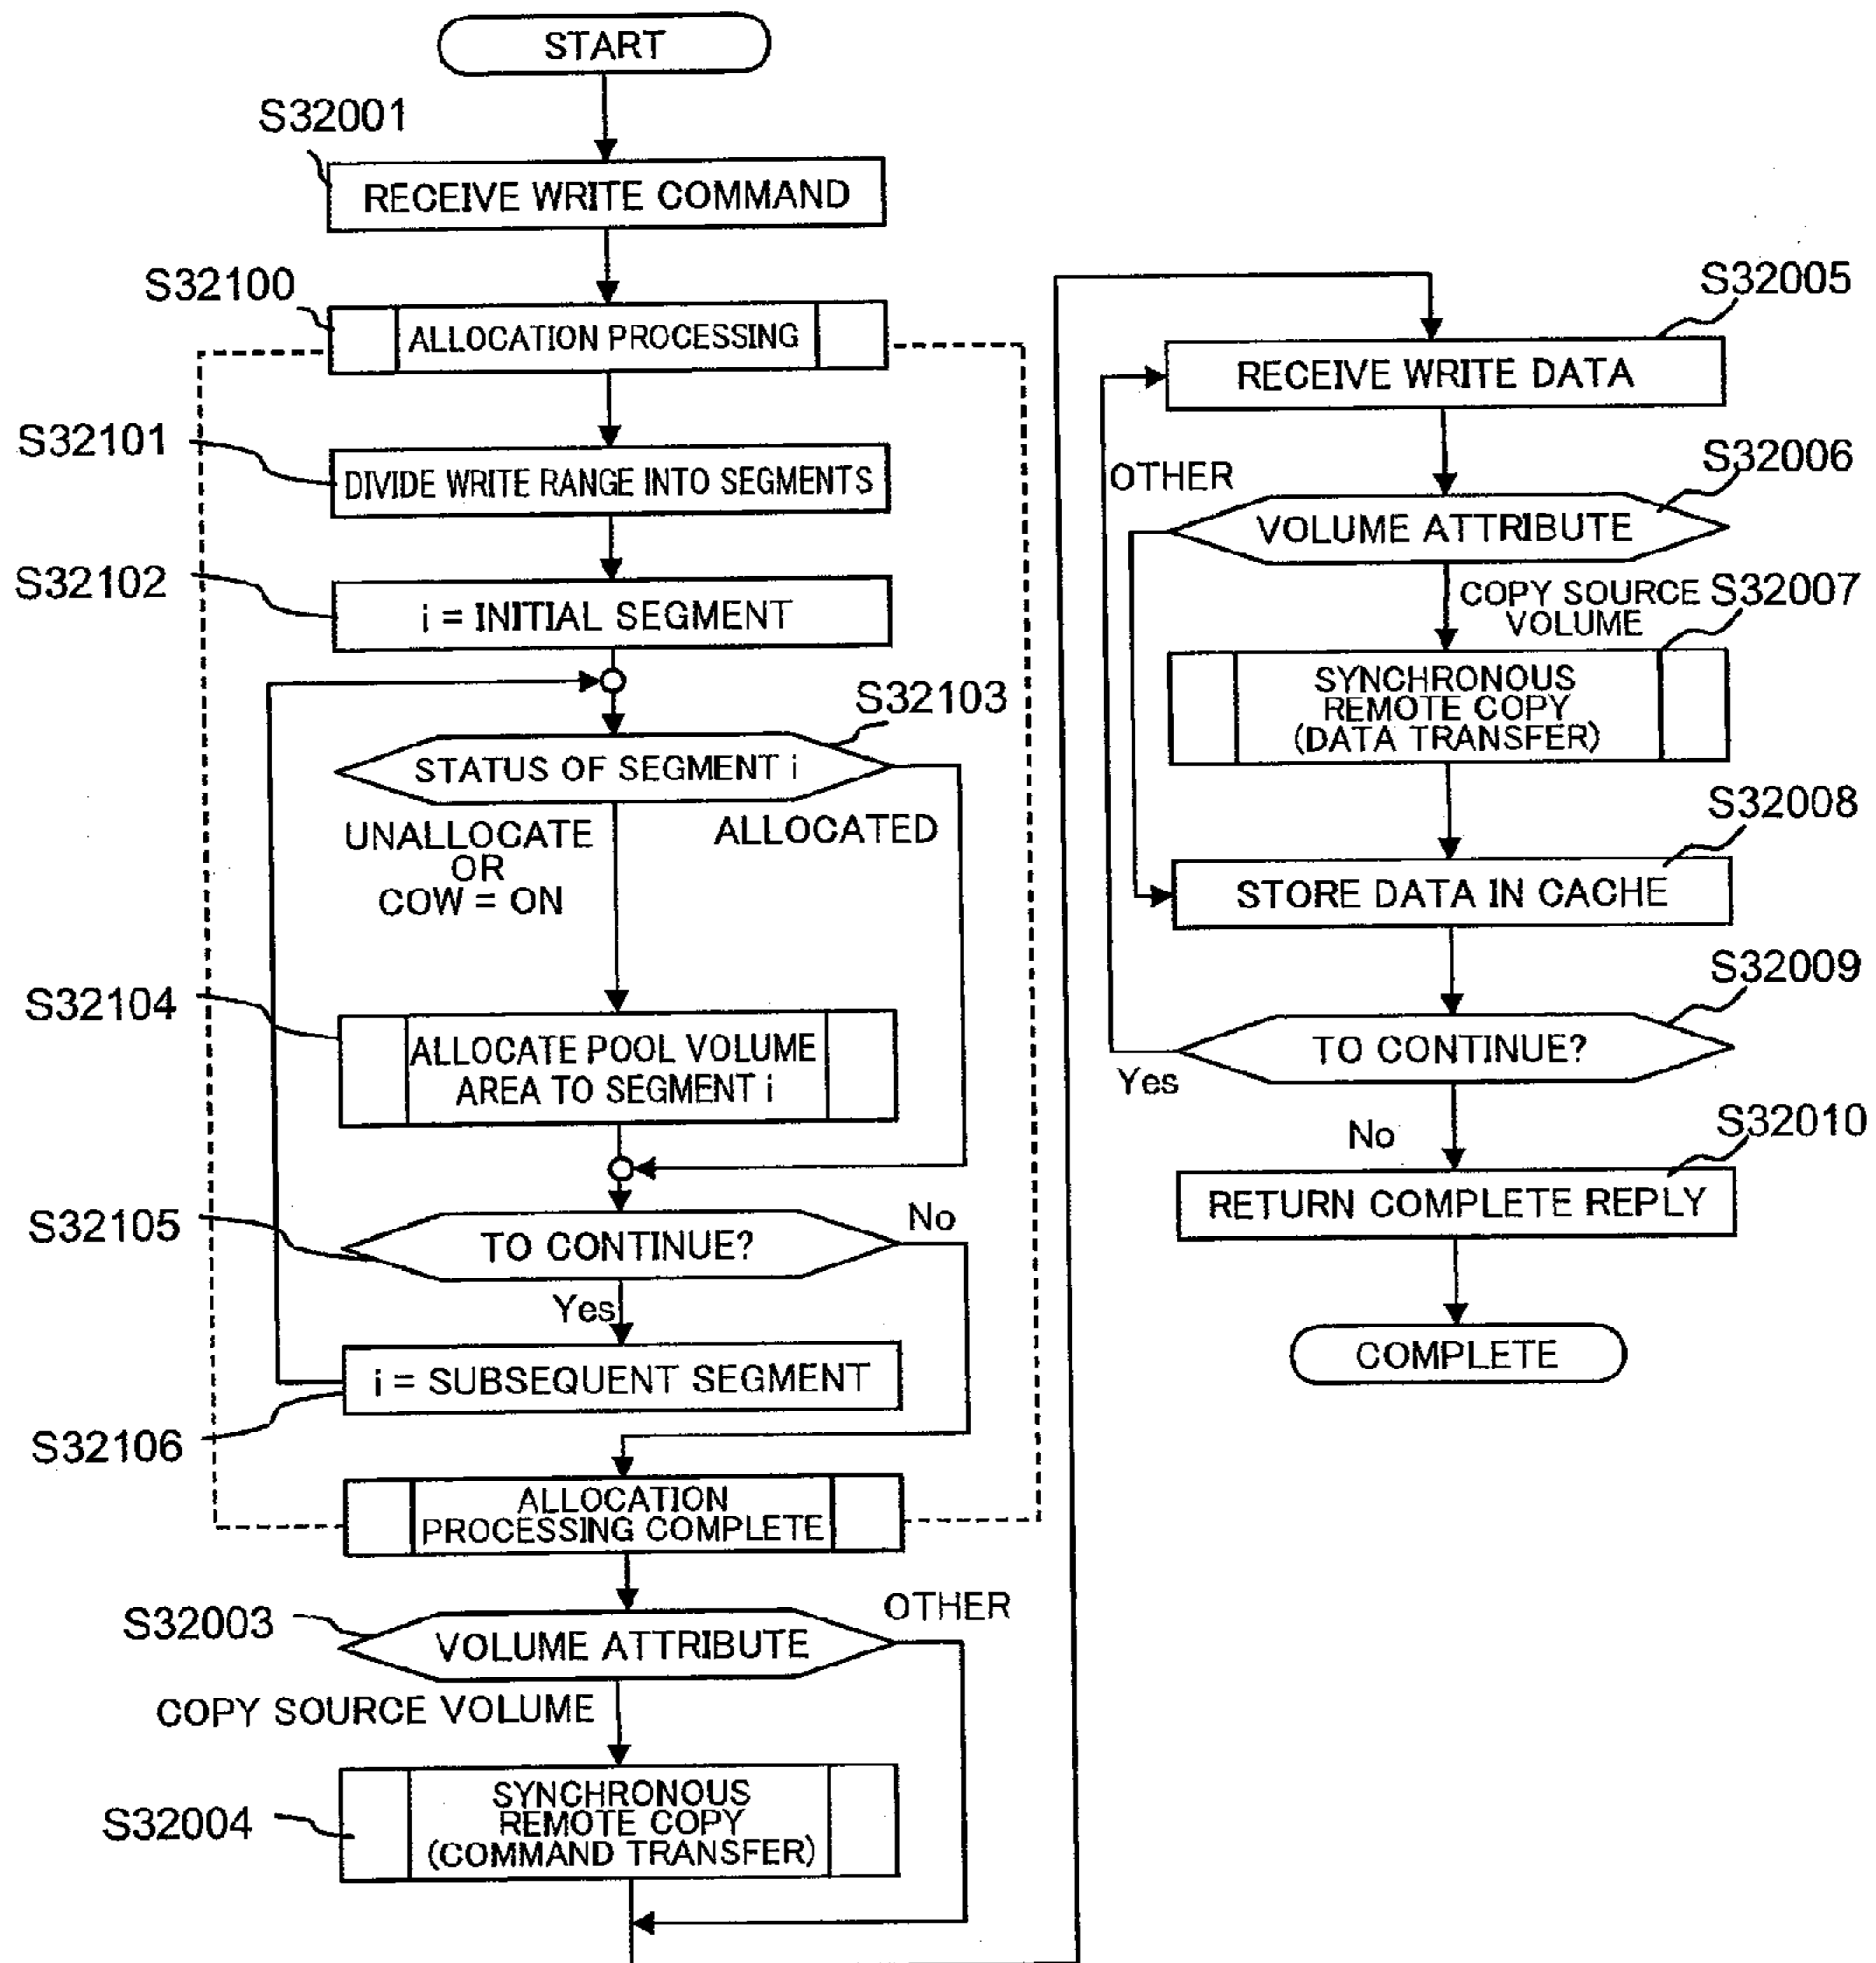 START
S32001
RECEIVE WRITE COMMAND
S32100
ALLOCATION PROCESSING
S32101
DIVIDE WRITE RANGE INTO SEGMENTS
S32102
i = INITIAL SEGMENT
S32103
STATUS OF SEGMENT i
UNALLOCATE
OR
COW = ON
ALLOCATED
S32104
ALLOCATE POOL VOLUME
AREA TO SEGMENT i
S32105
TO CONTINUE?
No
Yes
i = SUBSEQUENT SEGMENT
S32106
ALLOCATION
PROCESSING COMPLETE
S32003
VOLUME ATTRIBUTE
OTHER
COPY SOURCE VOLUME
S32004
SYNCHRONOUS
REMOTE COPY
(COMMAND TRANSFER)
S32005
RECEIVE WRITE DATA
S32006
OTHER
VOLUME ATTRIBUTE
COPY SOURCE
VOLUME
S32007
SYNCHRONOUS
REMOTE COPY
(DATA TRANSFER)
S32008
STORE DATA IN CACHE
S32009
TO CONTINUE?
Yes
No
S32010
RETURN COMPLETE REPLY
COMPLETE